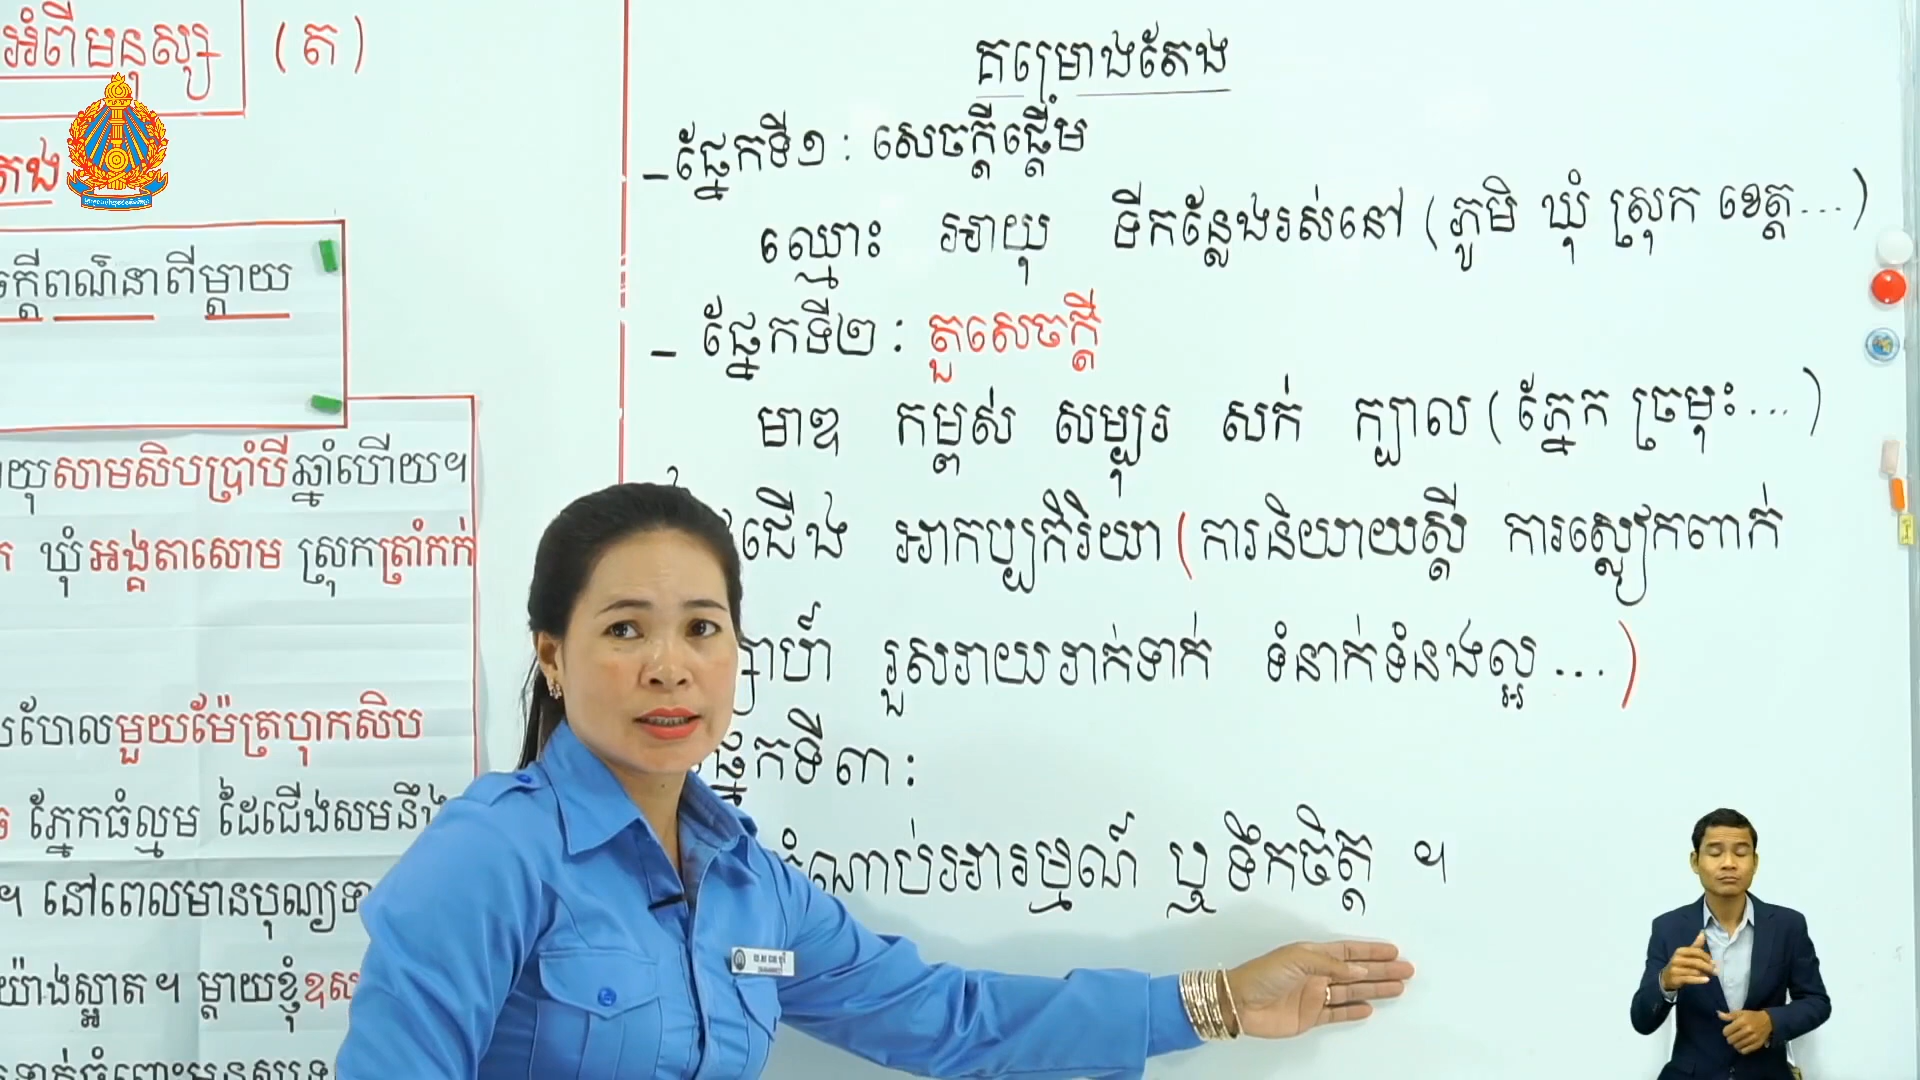 អំពីមនុស្ស (ត)
តែង
ពណ៌នាពីម្ដាយ
សាមសិបប្រាំបីឆ្នាំហើយ។
ឃុំអង្គតាសោម ស្រុកត្រាំកក់
មួយម៉ែត្រហុកសិប
ភ្នែកធំល្មម ដៃជើងសមនឹង
។ នៅពេលមានបុណ្យទា
យ៉ាងស្អាត។ ម្ដាយខ្ញុំ
គម្រោងតែង
-ផ្នែកទី១: សេចក្ដីផ្ដើម
ឈ្មោះ អាយុ ទីកន្លែងរស់នៅ (ភូមិ ឃុំ ស្រុក ខេត្ត...)
- ផ្នែកទី២: តួសេចក្ដី
មាឌ កម្ពស់ សម្បុរ សក់ ក្បាល (ភ្នែក ច្រមុះ...)
ជើង អាកប្បកិរិយា (ការនិយាយស្ដី ការស្លៀកពាក់
រួសរាយរាក់ទាក់ ទំនាក់ទំនងល្អ...)
ផ្នែកទី៣:
ចំណាប់អារម្មណ៍ ឬទឹកចិត្ត ។